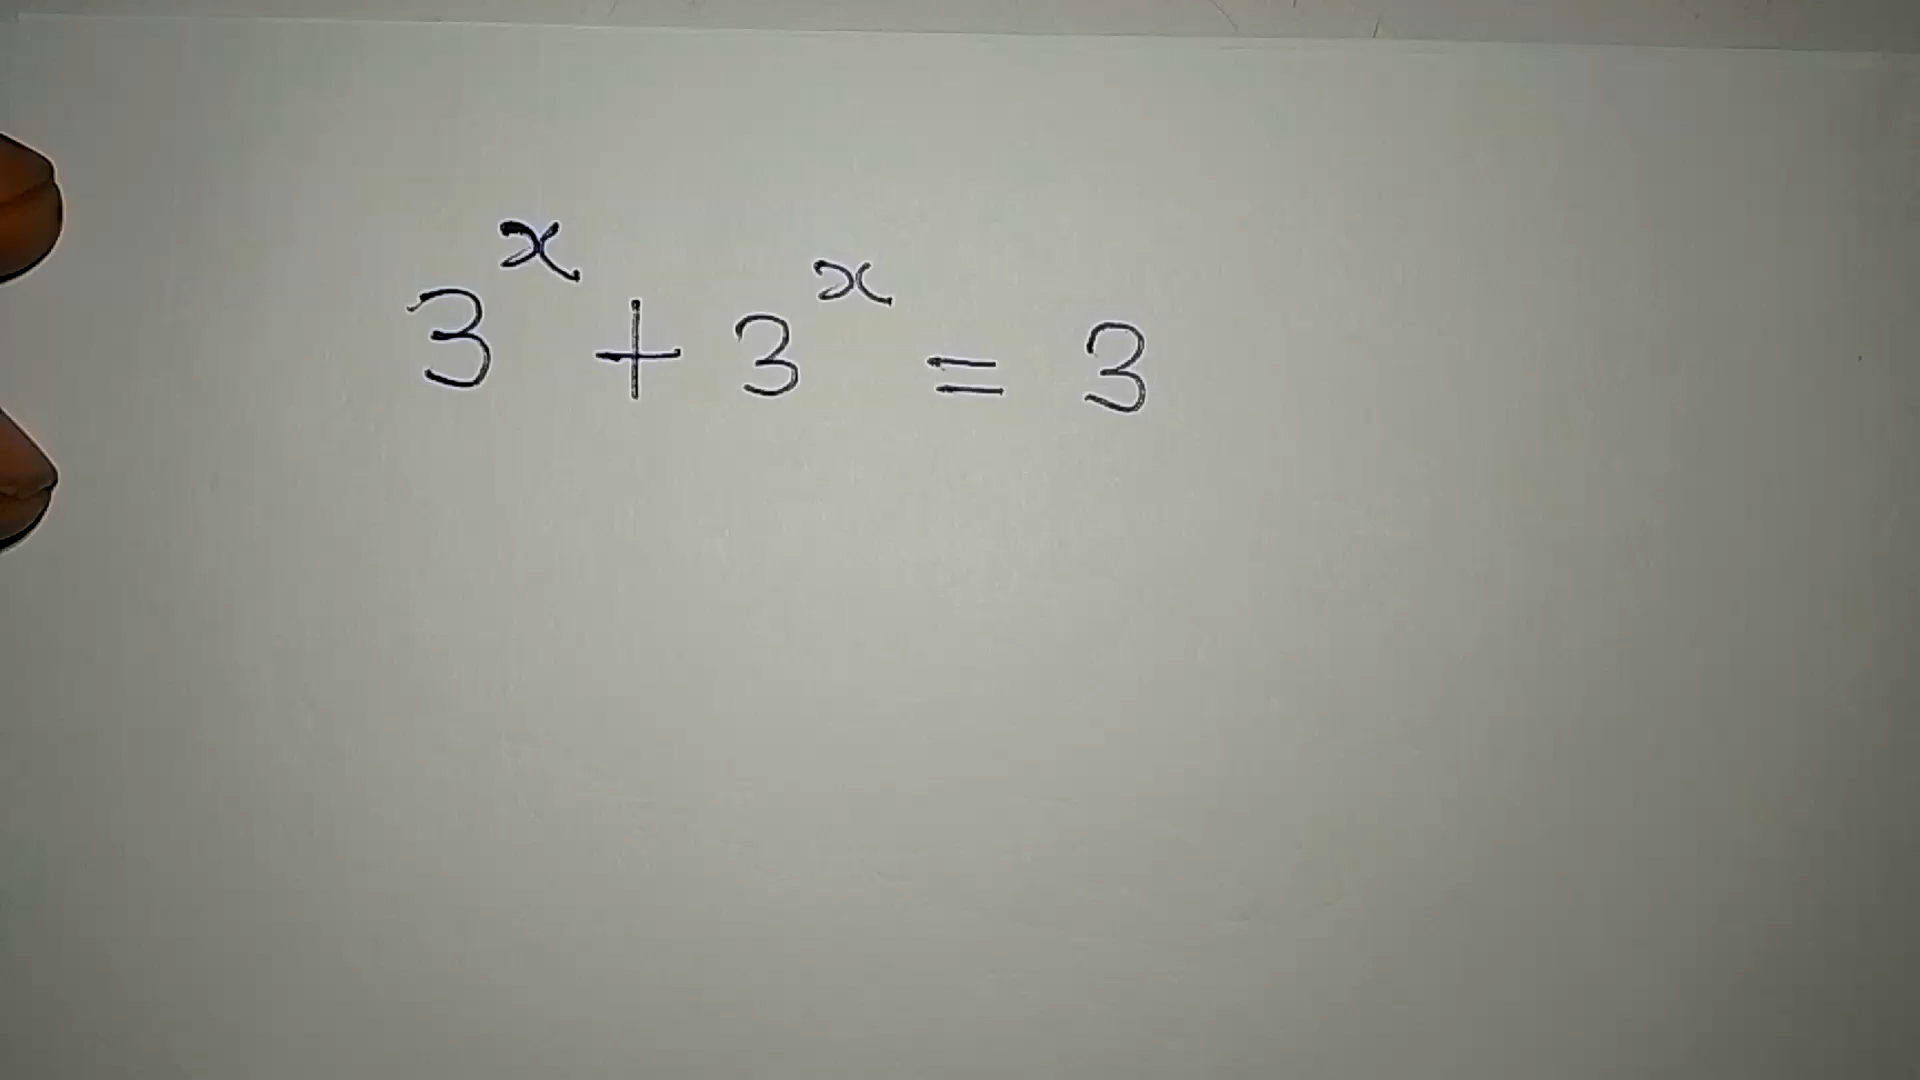 3^x + 3^x = 3